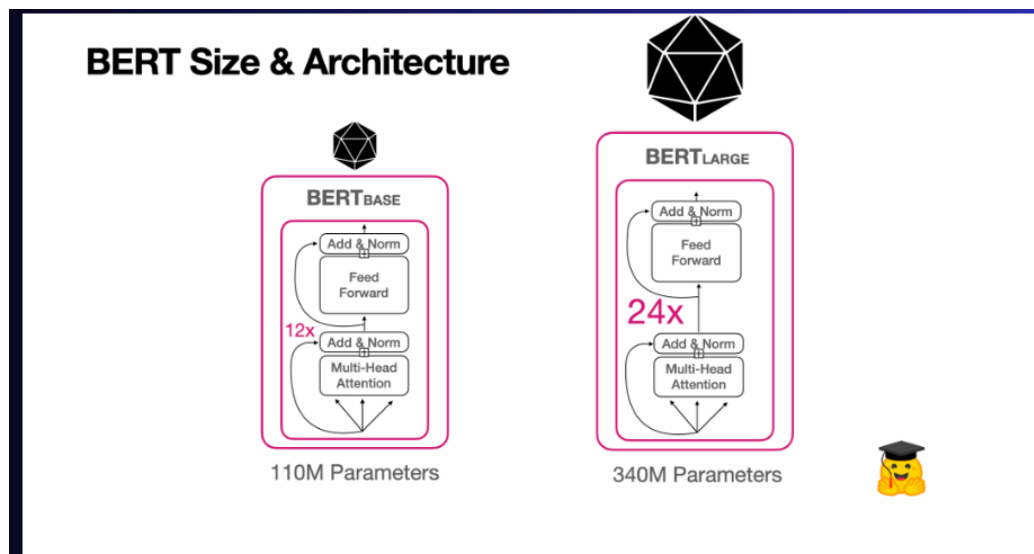 BERT Size & Architecture
BERTBASE
Add & Norm
Feed
Forward
12x
Add & Norm
Multi-Head
Attention
110M Parameters
BERTLARGE
Add & Norm
Feed
Forward
24x
Add & Norm
Multi-Head
Attention
340M Parameters